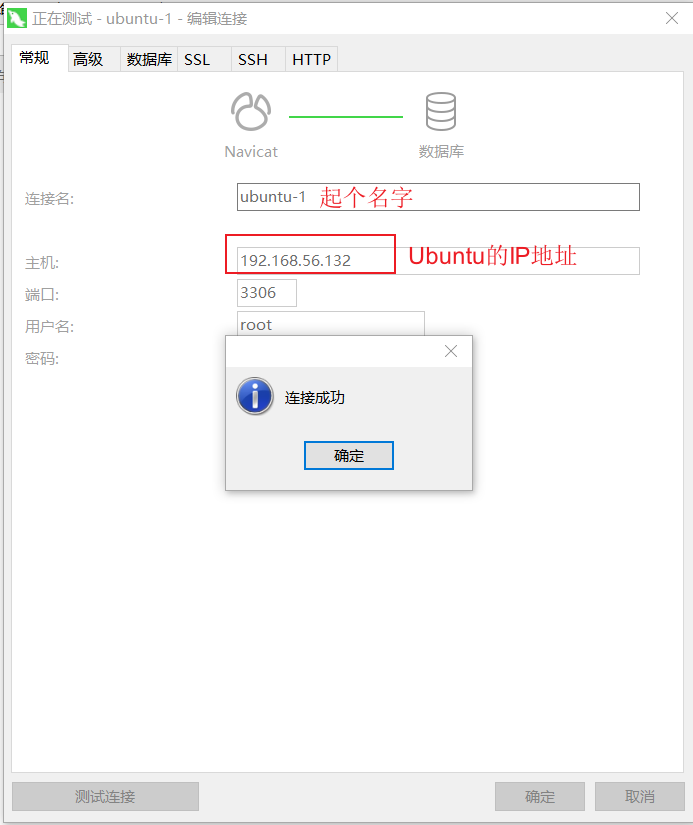 正在测试 - ubuntu-1 - 编辑连接
常规 高级 数据库 SSL SSH HTTP
Navicat 数据库
连接名: ubuntu-1 起个名字
主机: 192.168.56.132 Ubuntu的IP地址
端口: 3306
用户名: root
密码:
连接成功
确定
测试连接 确定 取消